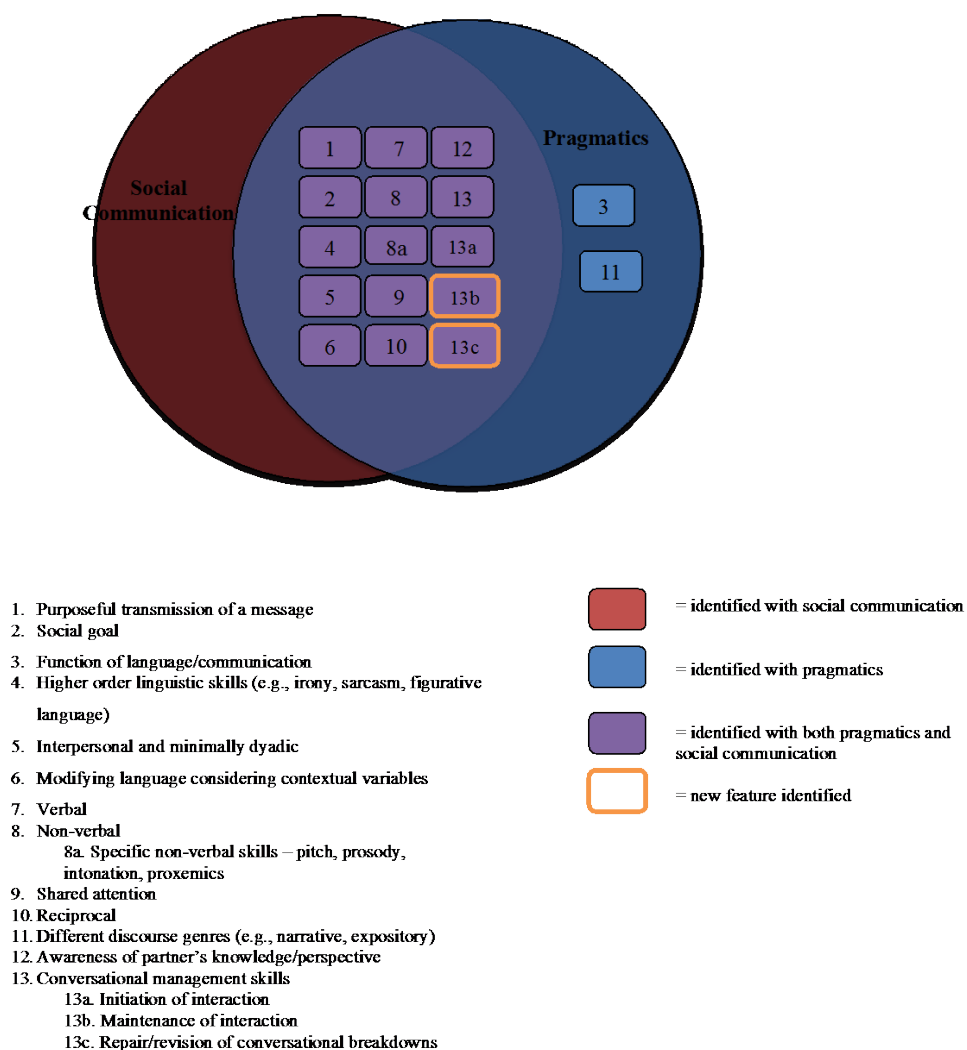 Pragmatics
Social
Communication
1 7 12
2 8 13
3
4 8a 13a
11
5 9 13b
6 10 13c
1. Purposeful transmission of a message
2. Social goal
3. Function of language/communication
4. Higher order linguistic skills (e.g., irony, sarcasm, figurative
language)
5. Interpersonal and minimally dyadic
6. Modifying language considering contextual variables
7. Verbal
8. Non-verbal
8a. Specific non-verbal skills – pitch, prosody,
intonation, proxemics
9. Shared attention
10. Reciprocal
11. Different discourse genres (e.g., narrative, expository)
12. Awareness of partner's knowledge/perspective
13. Conversational management skills
13a. Initiation of interaction
13b. Maintenance of interaction
13c. Repair/revision of conversational breakdowns
= identified with social communication
= identified with pragmatics
= identified with both pragmatics and
social communication
= new feature identified